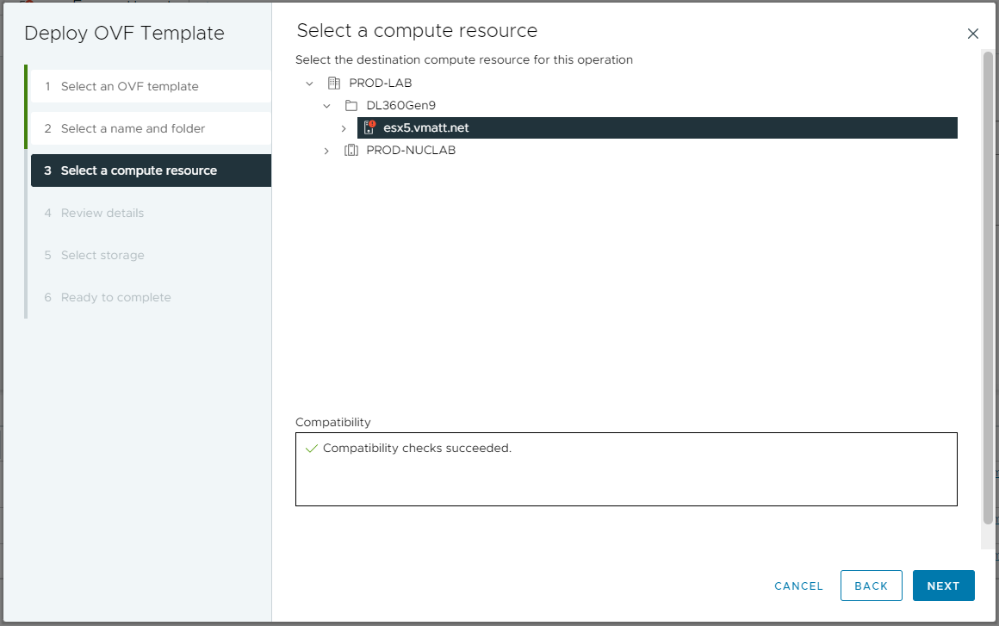 Deploy OVF Template
1 Select an OVF template
2 Select a name and folder
3 Select a compute resource
4 Review details
5 Select storage
6 Ready to complete
Select a compute resource
Select the destination compute resource for this operation
PROD-LAB
DL360Gen9
esx5.vmatt.net
PROD-NUCLAB
Compatibility
Compatibility checks succeeded.
CANCEL
BACK
NEXT